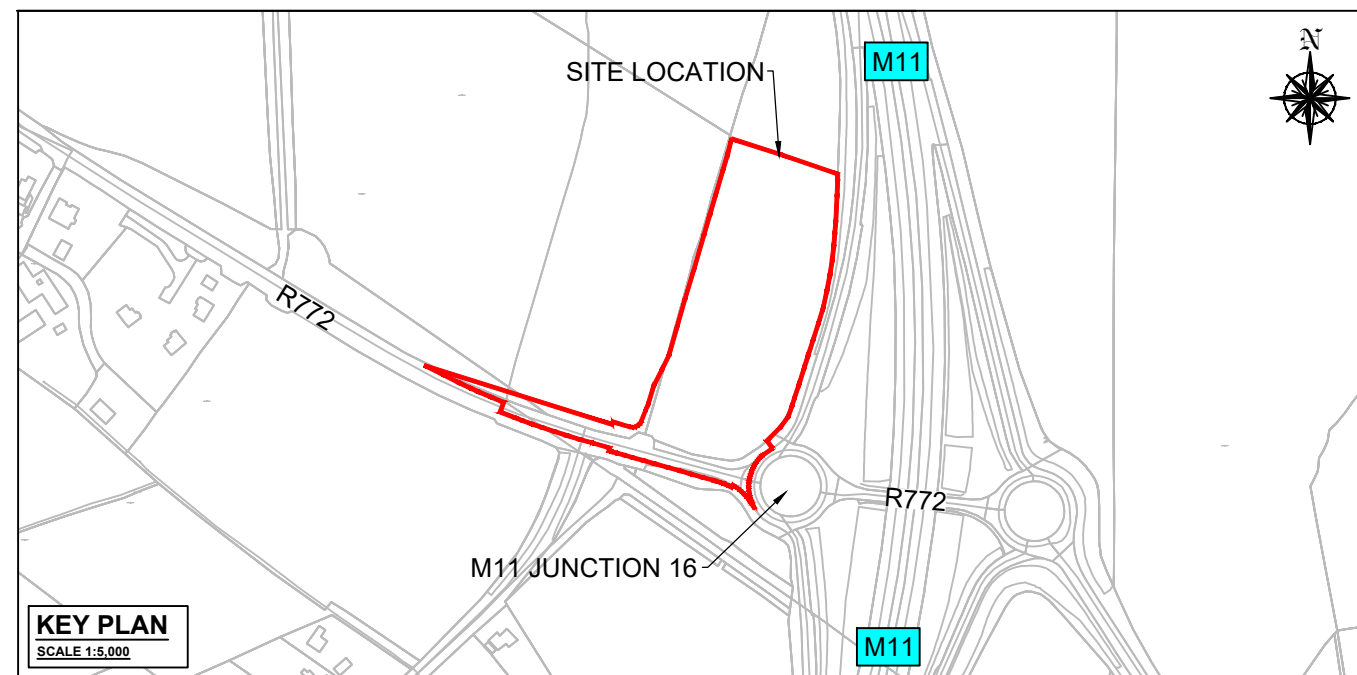 M11
N
SITE LOCATION
R772
R772
M11 JUNCTION 16
KEY PLAN
SCALE 1:5,000
M11